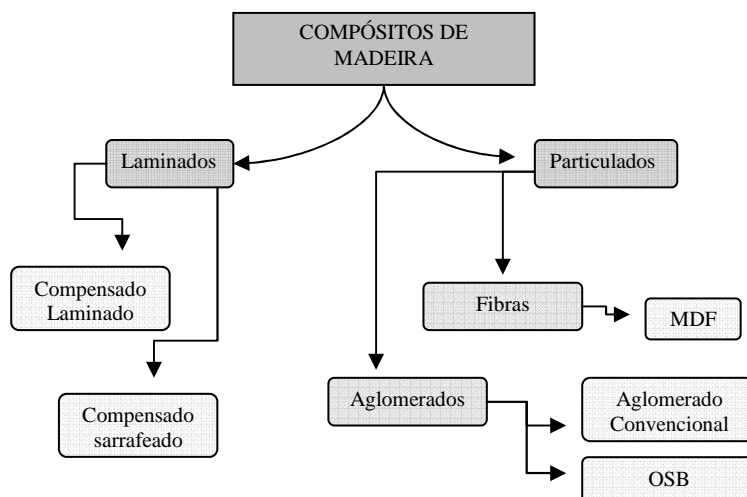 COMPÓSITOS DE
MADEIRA
Laminados
Particulados
Compensado
Laminado
Fibras
MDF
Compensado
sarrafeado
Aglomerados
Aglomerado
Convencional
OSB